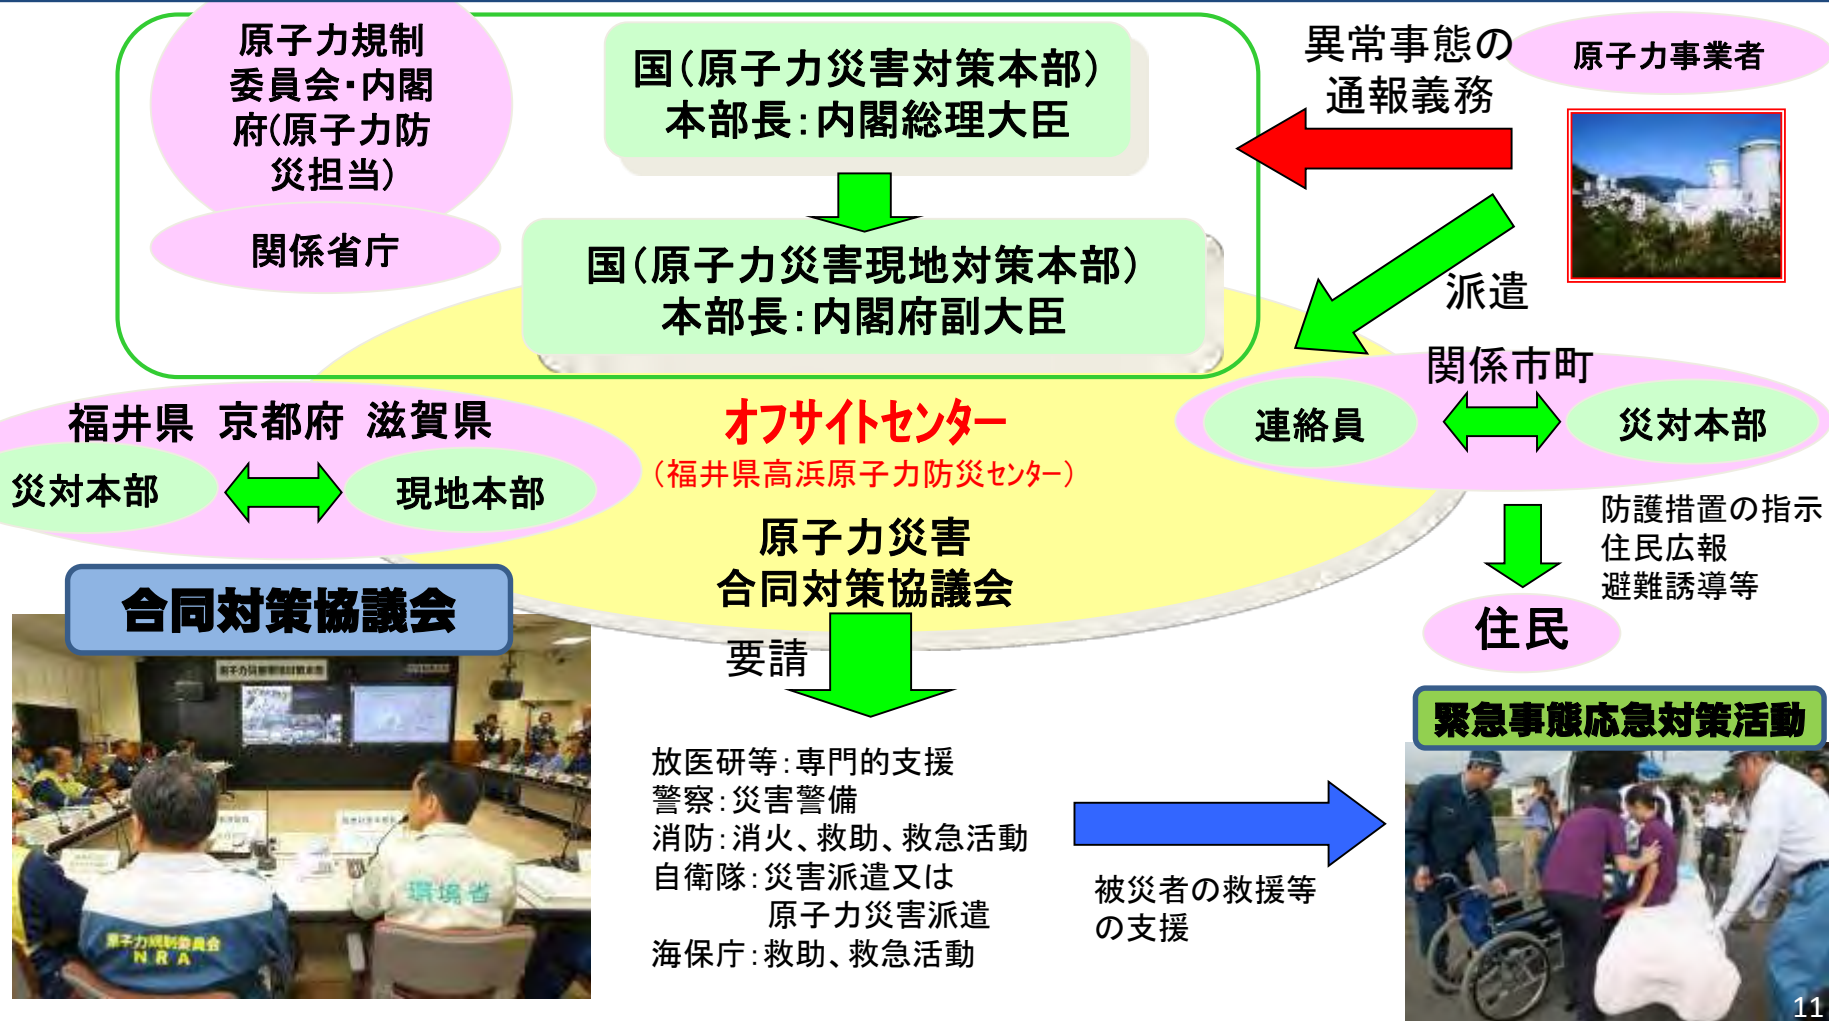 原子力規制
委員会・内閣
府(原子力防
災担当)
関係省庁
国(原子力災害対策本部)
本部長:内閣総理大臣
国(原子力災害現地対策本部)
本部長:内閣府副大臣
異常事態の
通報義務
原子力事業者
派遣
関係市町
連絡員
災対本部
福井県 京都府 滋賀県
災対本部
現地本部
オフサイトセンター
(福井県高浜原子力防災センター)
原子力災害
合同対策協議会
防護措置の指示
住民広報
避難誘導等
住民
合同対策協議会
要請
放医研等:専門的支援
警察:災害警備
消防:消火、救助、救急活動
自衛隊:災害派遣又は
原子力災害派遣
海保庁:救助、救急活動
被災者の救援等
の支援
緊急事態応急対策活動
環境省
原子力規制委員会
NRA
11